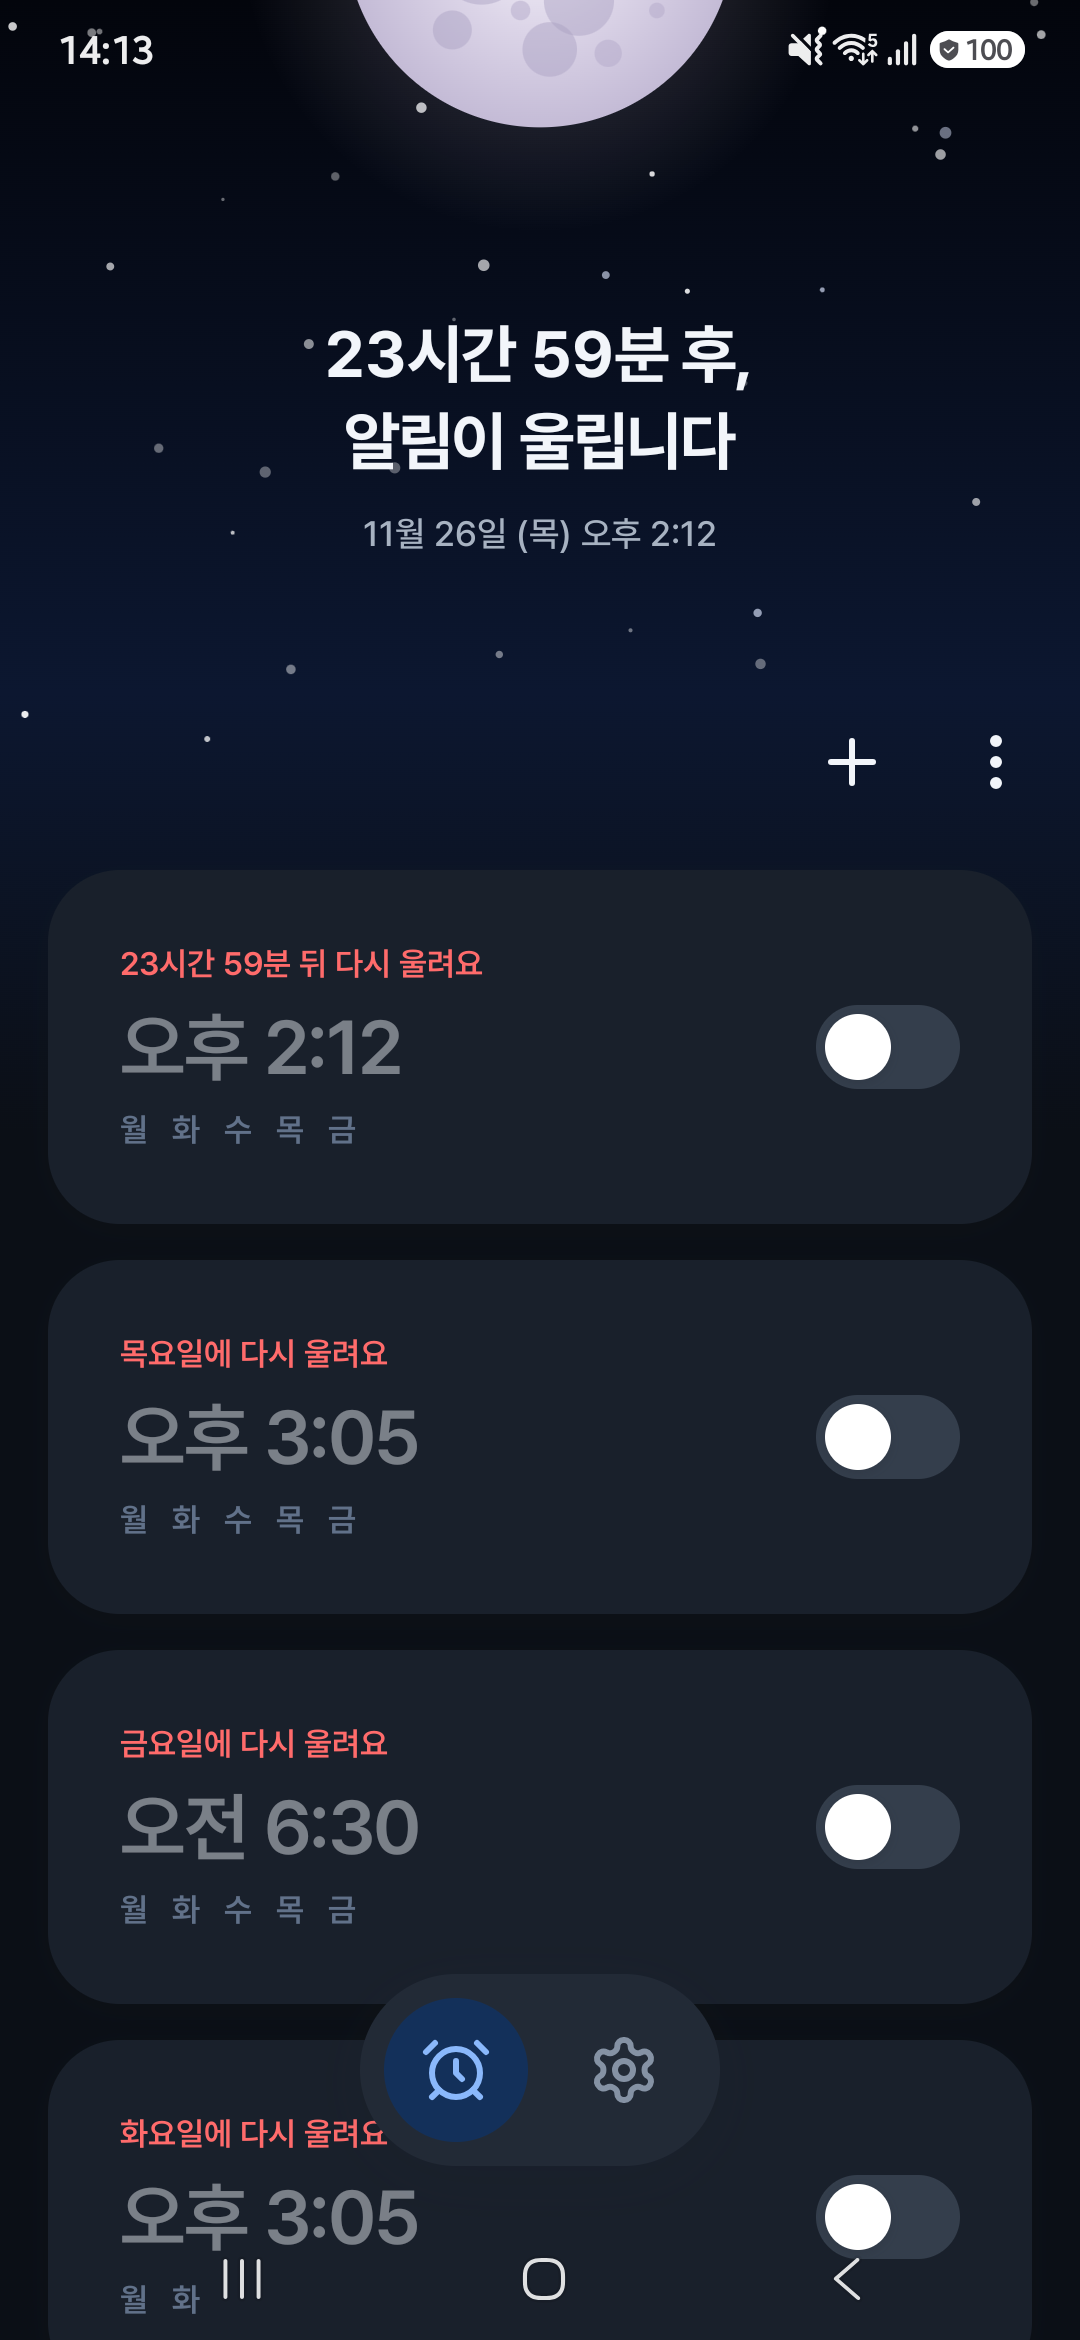 14:13
5
100
23시간 59분 후,
알림이 울립니다
11월 26일 (목) 오후 2:12
23시간 59분 뒤 다시 울려요
오후 2:12
월 화 수 목 금
목요일에 다시 울려요
오후 3:05
월 화 수 목 금
금요일에 다시 울려요
오전 6:30
월 화 수 목 금
화요일에 다시 울려요
오후 3:05
월 화